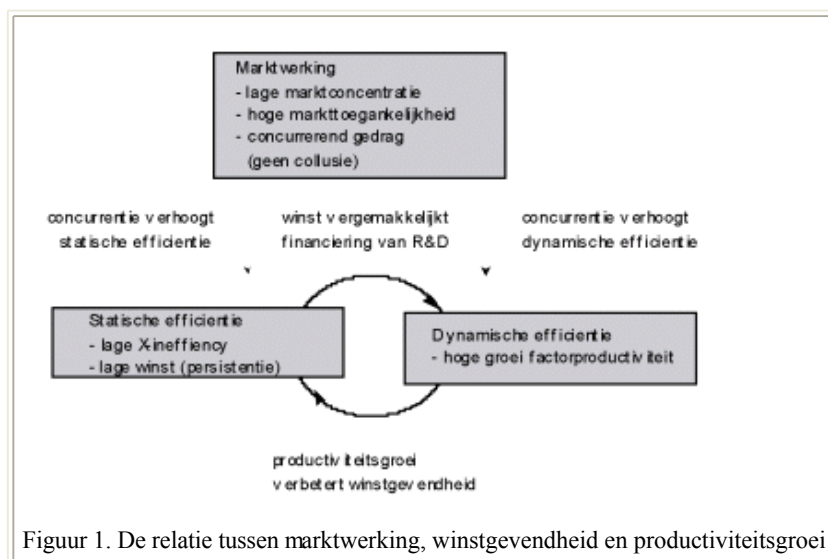 Marktwerking
- lage marktconcentratie
- hoge markttoegankelijkheid
- concurrerend gedrag
(geen collusie)
concurrentie verhoogt
statische efficientie
winst vergemakkelijkt
financiering van R&D
concurrentie verhoogt
dynamische efficientie
Statische efficientie
- lage X-ineffiency
- lage winst (persistentie)
Dynamische efficientie
- hoge groei factorproductiviteit
productiviteitsgroei
verbetert winstgevendheid
Figuur 1. De relatie tussen marktwerking, winstgevendheid en productiviteitsgroei